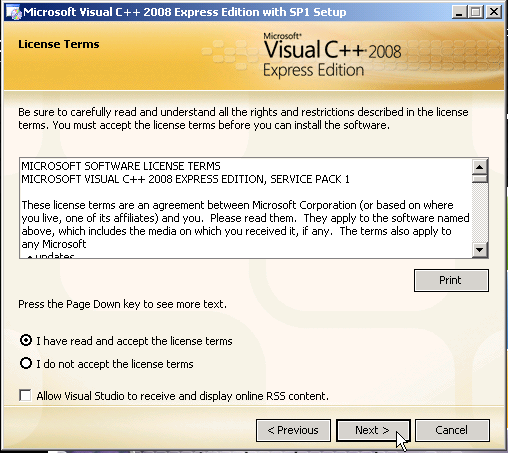 Microsoft Visual C++ 2008 Express Edition with SP1 Setup
License Terms
Microsoft®
Visual C++ 2008
Express Edition
Be sure to carefully read and understand all the rights and restrictions described in the license
terms. You must accept the license terms before you can install the software.
MICROSOFT SOFTWARE LICENSE TERMS
MICROSOFT VISUAL C++ 2008 EXPRESS EDITION, SERVICE PACK 1
These license terms are an agreement between Microsoft Corporation (or based on where
you live, one of its affiliates) and you. Please read them. They apply to the software named
above, which includes the media on which you received it, if any. The terms also apply to
any Microsoft
• updates
Print
Press the Page Down key to see more text.
I have read and accept the license terms
I do not accept the license terms
Allow Visual Studio to receive and display online RSS content.
< Previous
Next >
Cancel